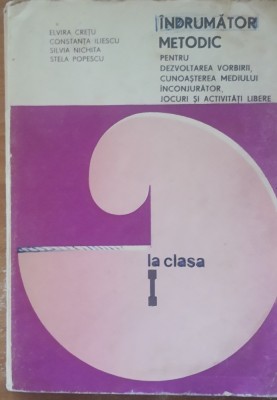 ELVIRA CREȚU
CONSTANȚA ILIESCU
SILVIA NICHITA
STELA POPESCU
ÎNDRUMĂTOR
METODIC
PENTRU
DEZVOLTAREA VORBIRII,
CUNOAȘTEREA MEDIULUI
ÎNCONJURĂTOR,
JOCURI ȘI ACTIVITĂȚI LIBERE
la clasa
I